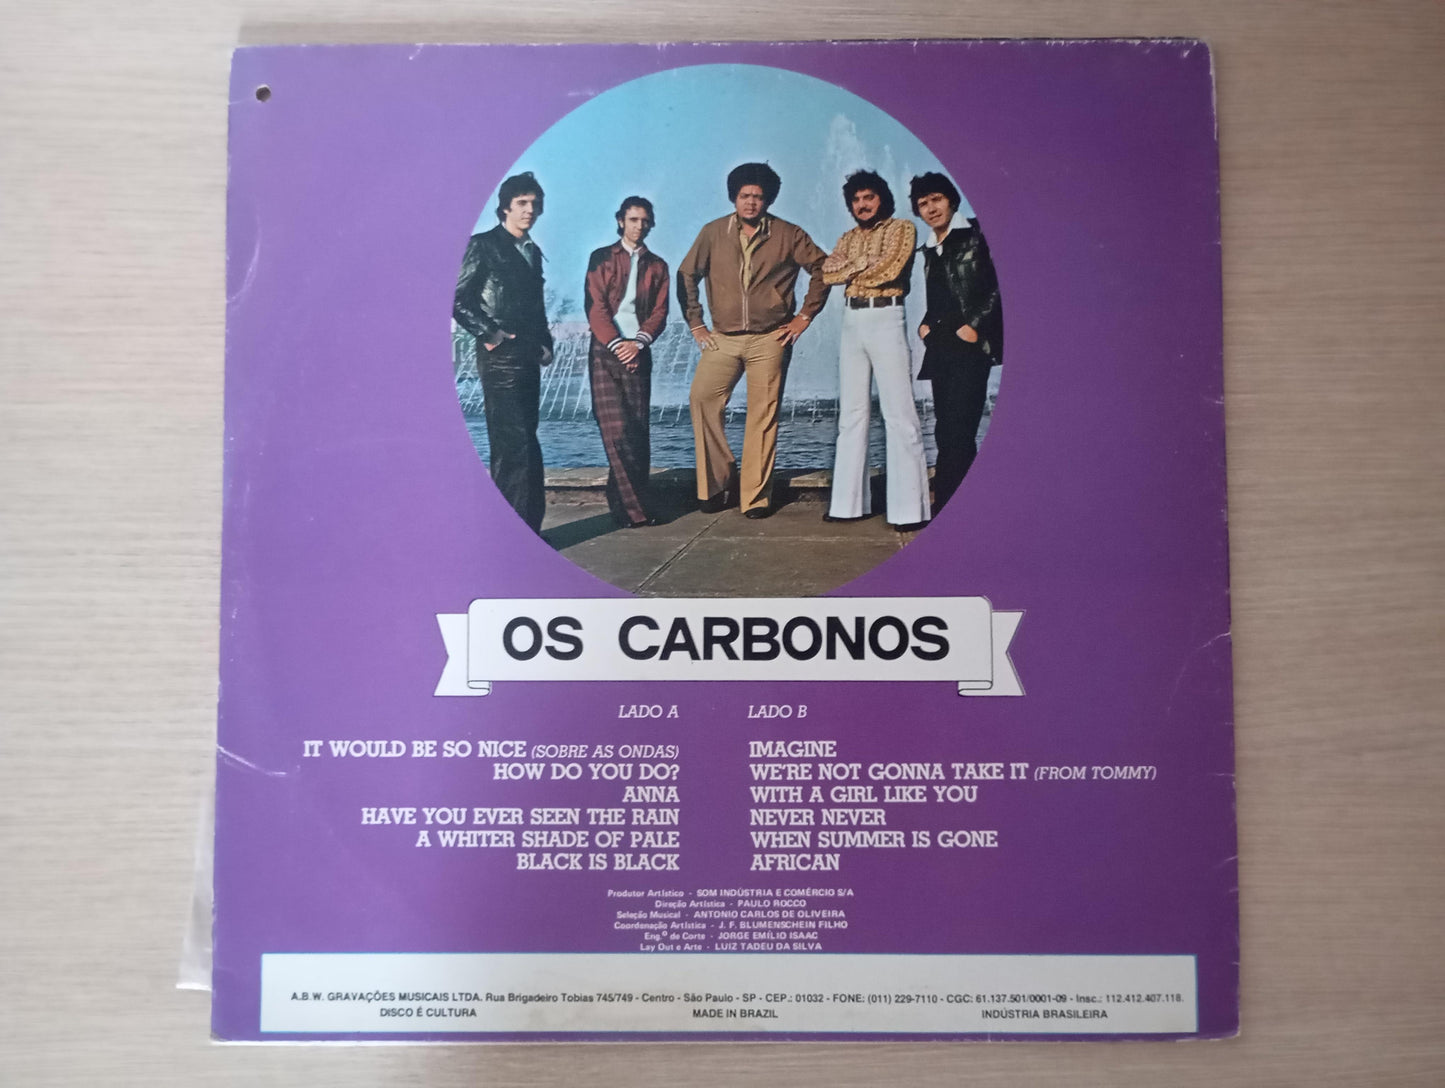 OS CARBONOS
LADO A
IT WOULD BE SO NICE (SOBRE AS ONDAS)
HOW DO YOU DO?
ANNA
HAVE YOU EVER SEEN THE RAIN
A WHITER SHADE OF PALE
BLACK IS BLACK
LADO B
IMAGINE
WE'RE NOT GONNA TAKE IT (FROM TOMMY)
WITH A GIRL LIKE YOU
NEVER NEVER
WHEN SUMMER IS GONE
AFRICAN
Produtor Artístico - SOM INDÚSTRIA E COMÉRCIO S/A
Direção Artística - PAULO ROCCO
Seleção Musical - ANTONIO CARLOS DE OLIVEIRA
Coordenação Artística - J. F. BLUMENSCHEIN FILHO
Eng.º de Corte - JORGE EMÍLIO ISAAC
Lay Out e Arte - LUIZ TADEU DA SILVA
A.B.W. GRAVAÇÕES MUSICAIS LTDA. Rua Brigadeiro Tobias 745/749 - Centro - São Paulo - SP - CEP.: 01032 - FONE: (011) 229-7110 - CGC: 61.137.501/0001-09 - Insc.: 112.412.407.118.
DISCO É CULTURA MADE IN BRAZIL INDÚSTRIA BRASILEIRA